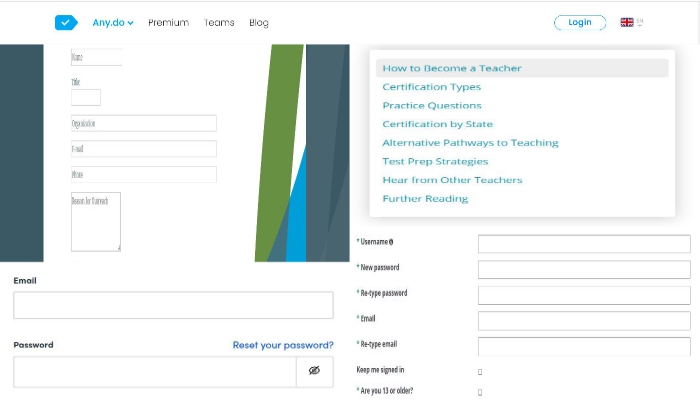 Any.do Premium Teams Blog Login EN
Name
Title
Organization
E-mail
Phone
Reason for Outreach
How to Become a Teacher
Certification Types
Practice Questions
Certification by State
Alternative Pathways to Teaching
Test Prep Strategies
Hear from Other Teachers
Further Reading
Email
Password Reset your password?
* Username
* New password
* Re-type password
* Email
* Re-type email
Keep me signed in
* Are you 13 or older?